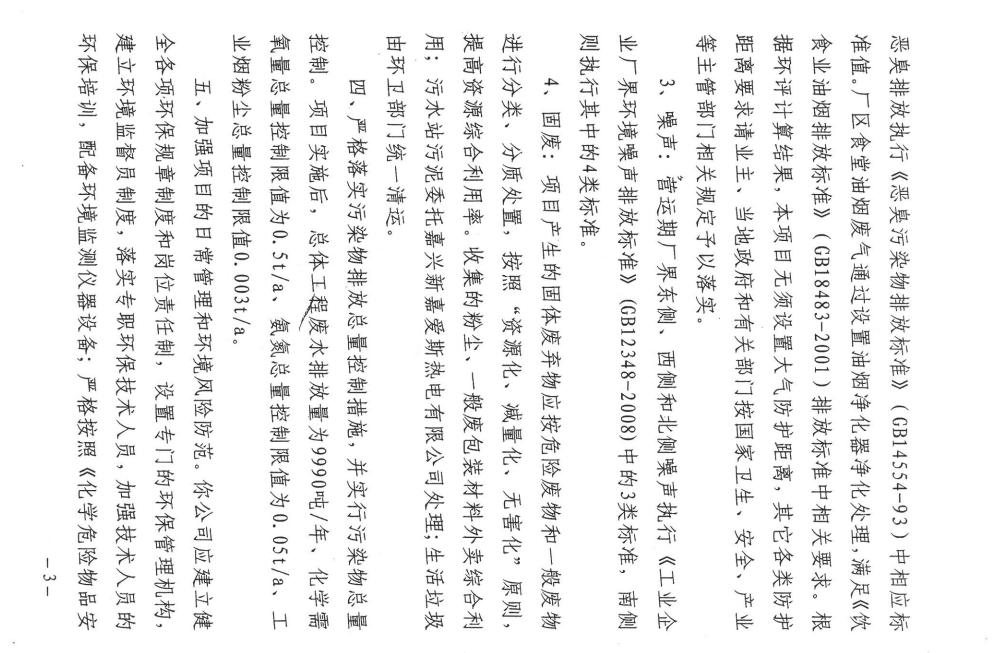 恶臭排放执行《恶臭污染物排放标准》（GB14554-93）中相应标
准值。厂区食堂油烟废气通过设置油烟净化器净化处理,满足《饮
食业油烟排放标准》（GB18483-2001）排放标准中相关要求。根
据环评计算结果，本项目无须设置大气防护距离，其它各类防护
距离要求请业主、当地政府和有关部门按国家卫生、安全、产业
等主管部门相关规定予以落实。
3、噪声：营运期厂界东侧、西侧和北侧噪声执行《工业企
业厂界环境噪声排放标准》（GB12348-2008)中的3类标准，南侧
则执行其中的4类标准。
4、固废：项目产生的固体废弃物应按危险废物和一般废物
进行分类、分质处置，按照“资源化、减量化、无害化”原则，
提高资源综合利用率。收集的粉尘、一般废包装材料外卖综合利
用；污水站污泥委托嘉兴新嘉爱斯热电有限公司处理;生活垃圾
由环卫部门统一清运。
四、严格落实污染物排放总量控制措施，并实行污染物总量
控制。项目实施后，总体工程废水排放量为9990吨/年、化学需
氧量总量控制限值为0.5t/a、氨氮总量控制限值为0.05t/a、工
业烟粉尘总量控制限值0.003t/a。
五、加强项目的日常管理和环境风险防范。你公司应建立健
全各项环保规章制度和岗位责任制，设置专门的环保管理机构，
建立环境监督员制度，落实专职环保技术人员，加强技术人员的
环保培训，配备环境监测仪器设备；严格按照《化学危险物品安
-3-